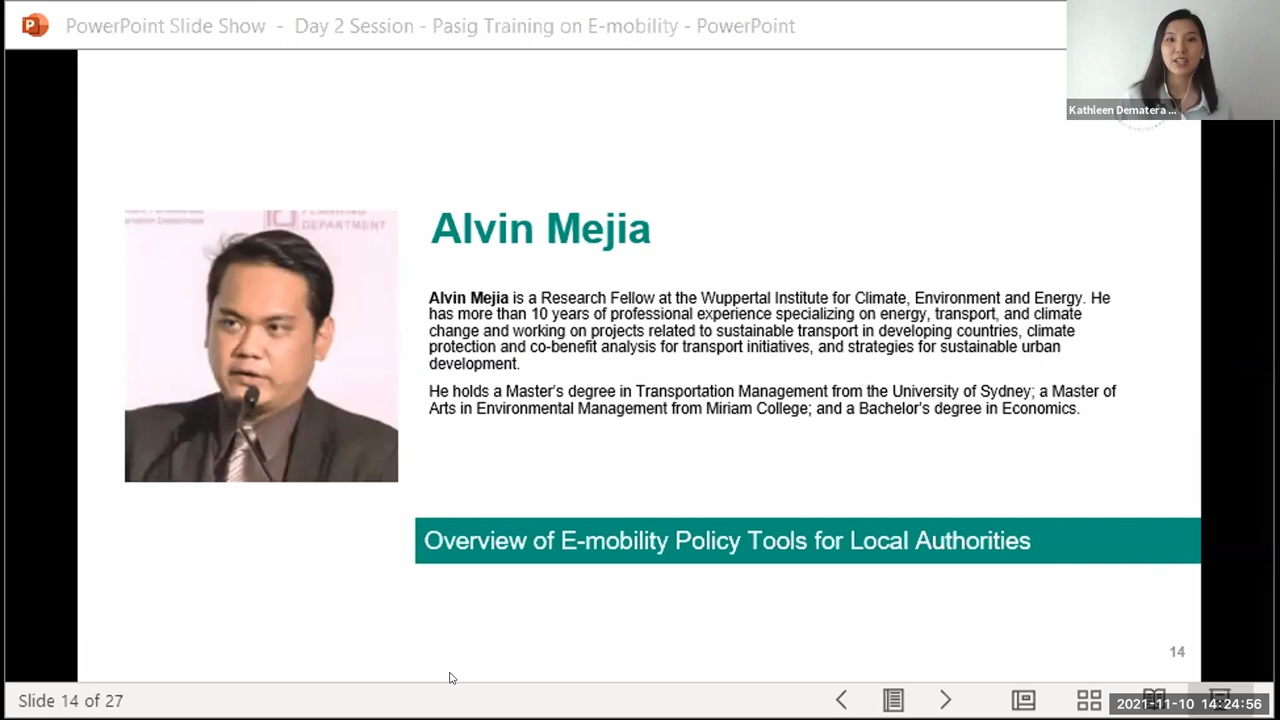 PowerPoint Slide Show - Day 2 Session - Pasig Training on E-mobility - PowerPoint
Kathleen Dematera ...
DEPARTMENT
Alvin Mejia
Alvin Mejia is a Research Fellow at the Wuppertal Institute for Climate, Environment and Energy. He
has more than 10 years of professional experience specializing on energy, transport, and climate
change and working on projects related to sustainable transport in developing countries, climate
protection and co-benefit analysis for transport initiatives, and strategies for sustainable urban
development.
He holds a Master's degree in Transportation Management from the University of Sydney; a Master of
Arts in Environmental Management from Miriam College; and a Bachelor's degree in Economics.
Overview of E-mobility Policy Tools for Local Authorities
14
Slide 14 of 27
2021-11-10 14:24:56